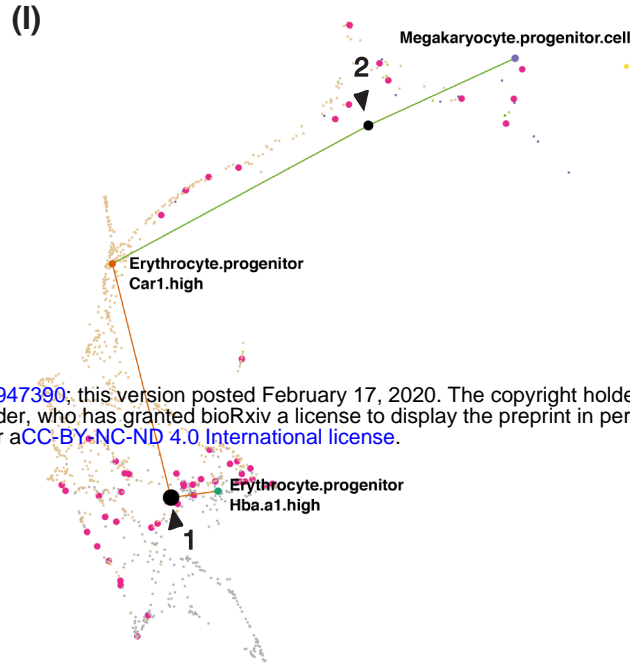 (l)
Megakaryocyte.progenitor.cell
2
Erythrocyte.progenitor
Car1.high
947390; this version posted February 17, 2020. The copyright holde
der, who has granted bioRxiv a license to display the preprint in per
aCC-BY-NC-ND 4.0 International license.
Erythrocyte.progenitor
Hba.a1.high
1